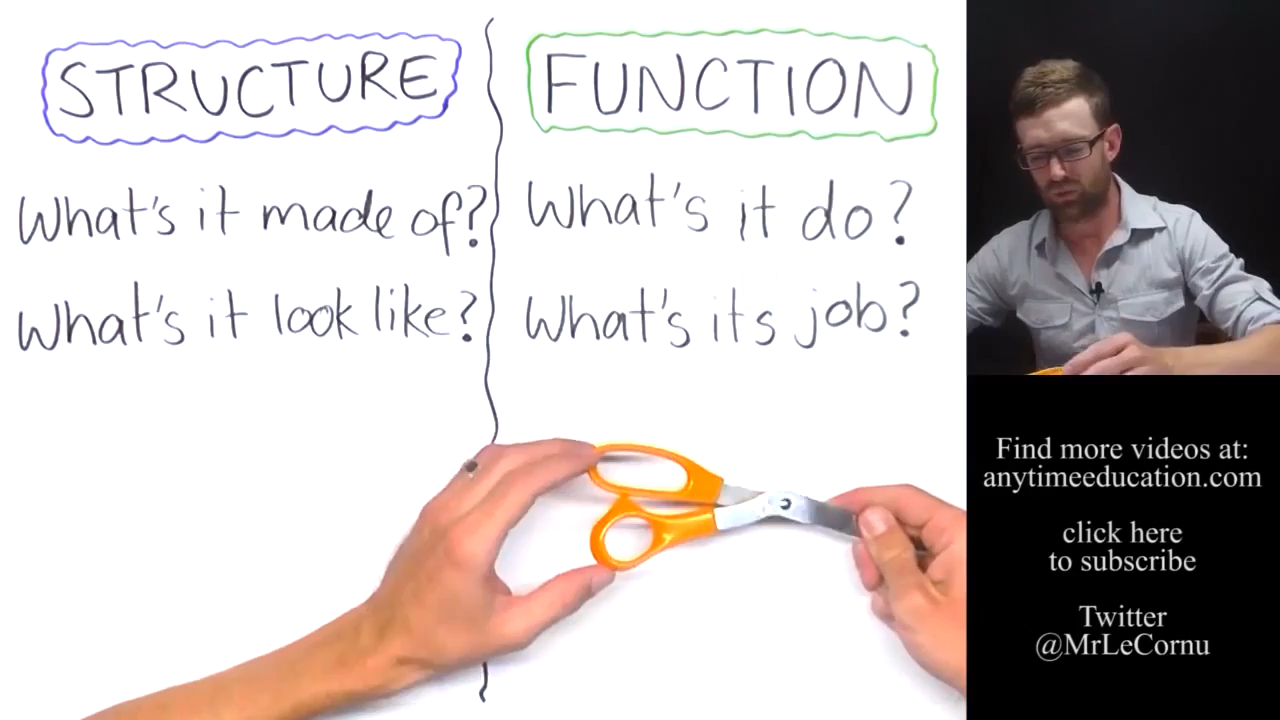 STRUCTURE
What's it made of?
What's it look like?
FUNCTION
What's it do?
What's its job?
Find more videos at:
anytimeeducation.com
click here
to subscribe
Twitter
@MrLeCornu